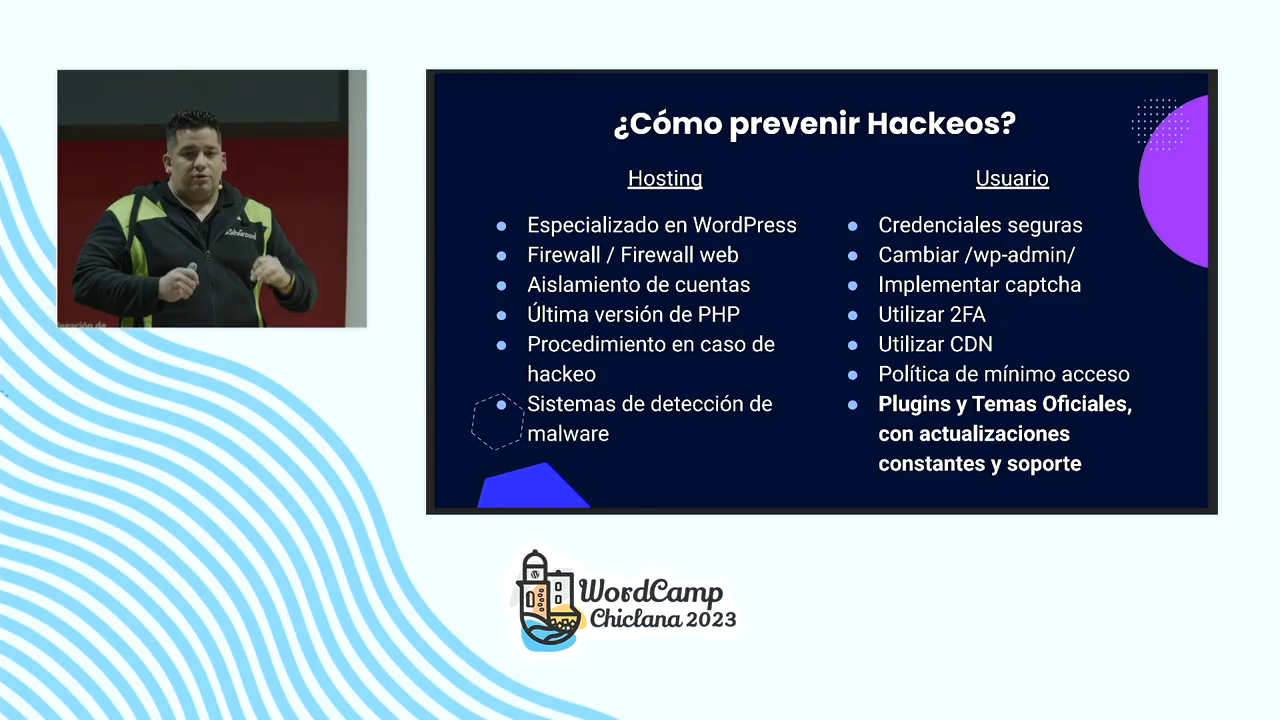 SiteGround
¿Cómo prevenir Hackeos?
Hosting
Especializado en WordPress
Firewall / Firewall web
Aislamiento de cuentas
Última versión de PHP
Procedimiento en caso de
hackeo
Sistemas de detección de
malware
Usuario
Credenciales seguras
Cambiar /wp-admin/
Implementar captcha
Utilizar 2FA
Utilizar CDN
Política de mínimo acceso
Plugins y Temas Oficiales,
con actualizaciones
constantes y soporte
WordCamp
Chiclana 2023